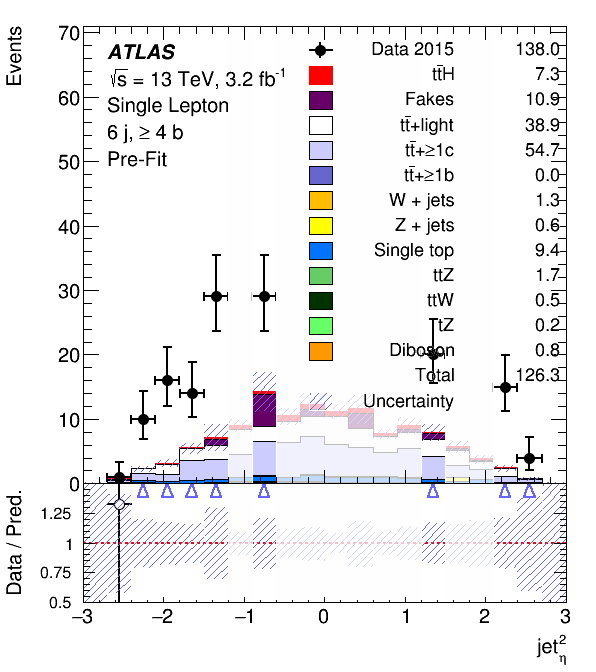 Events
70
60
50
40
30
20
10
0
ATLAS
√s = 13 TeV, 3.2 fb⁻¹
Single Lepton
6 j, ≥ 4 b
Pre-Fit
Data 2015 138.0
tt̄H 7.3
Fakes 10.9
tt̄+light 38.9
tt̄+≥1c 54.7
tt̄+≥1b 0.0
W + jets 1.3
Z + jets 0.6
Single top 9.4
ttZ 1.7
ttW 0.5
tZ 0.2
Diboson 0.8
Total 126.3
Uncertainty
Data / Pred.
1.25
1
0.75
0.5
−3 −2 −1 0 1 2 3
jet²η